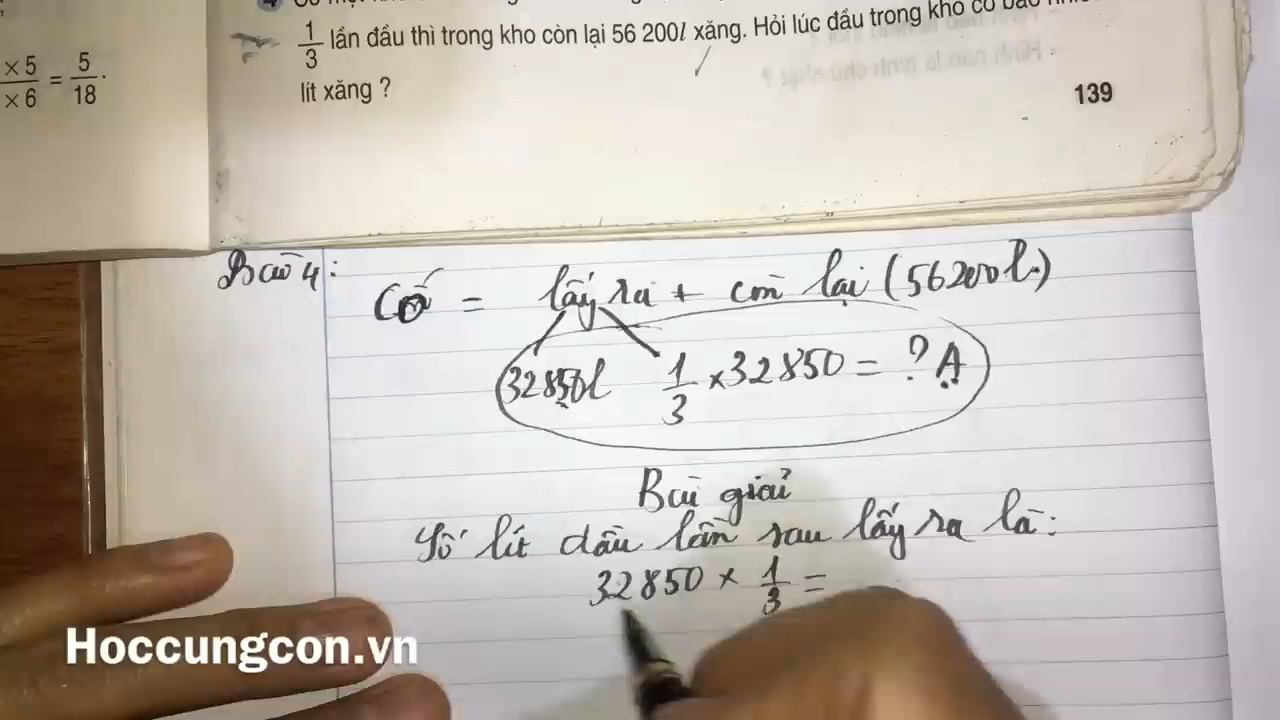 1/3 lần đầu thì trong kho còn lại 56 200l xăng. Hỏi lúc đầu trong kho có bao
lít xăng ?
×5/×6 = 5/18.
139
Bài 4:
Có = lấy ra + còn lại (56200l.)
32850l 1/3 × 32850 = ? A
Bài giải
Số lít dầu lần sau lấy ra là:
32850 × 1/3 =
Hoccungcon.vn